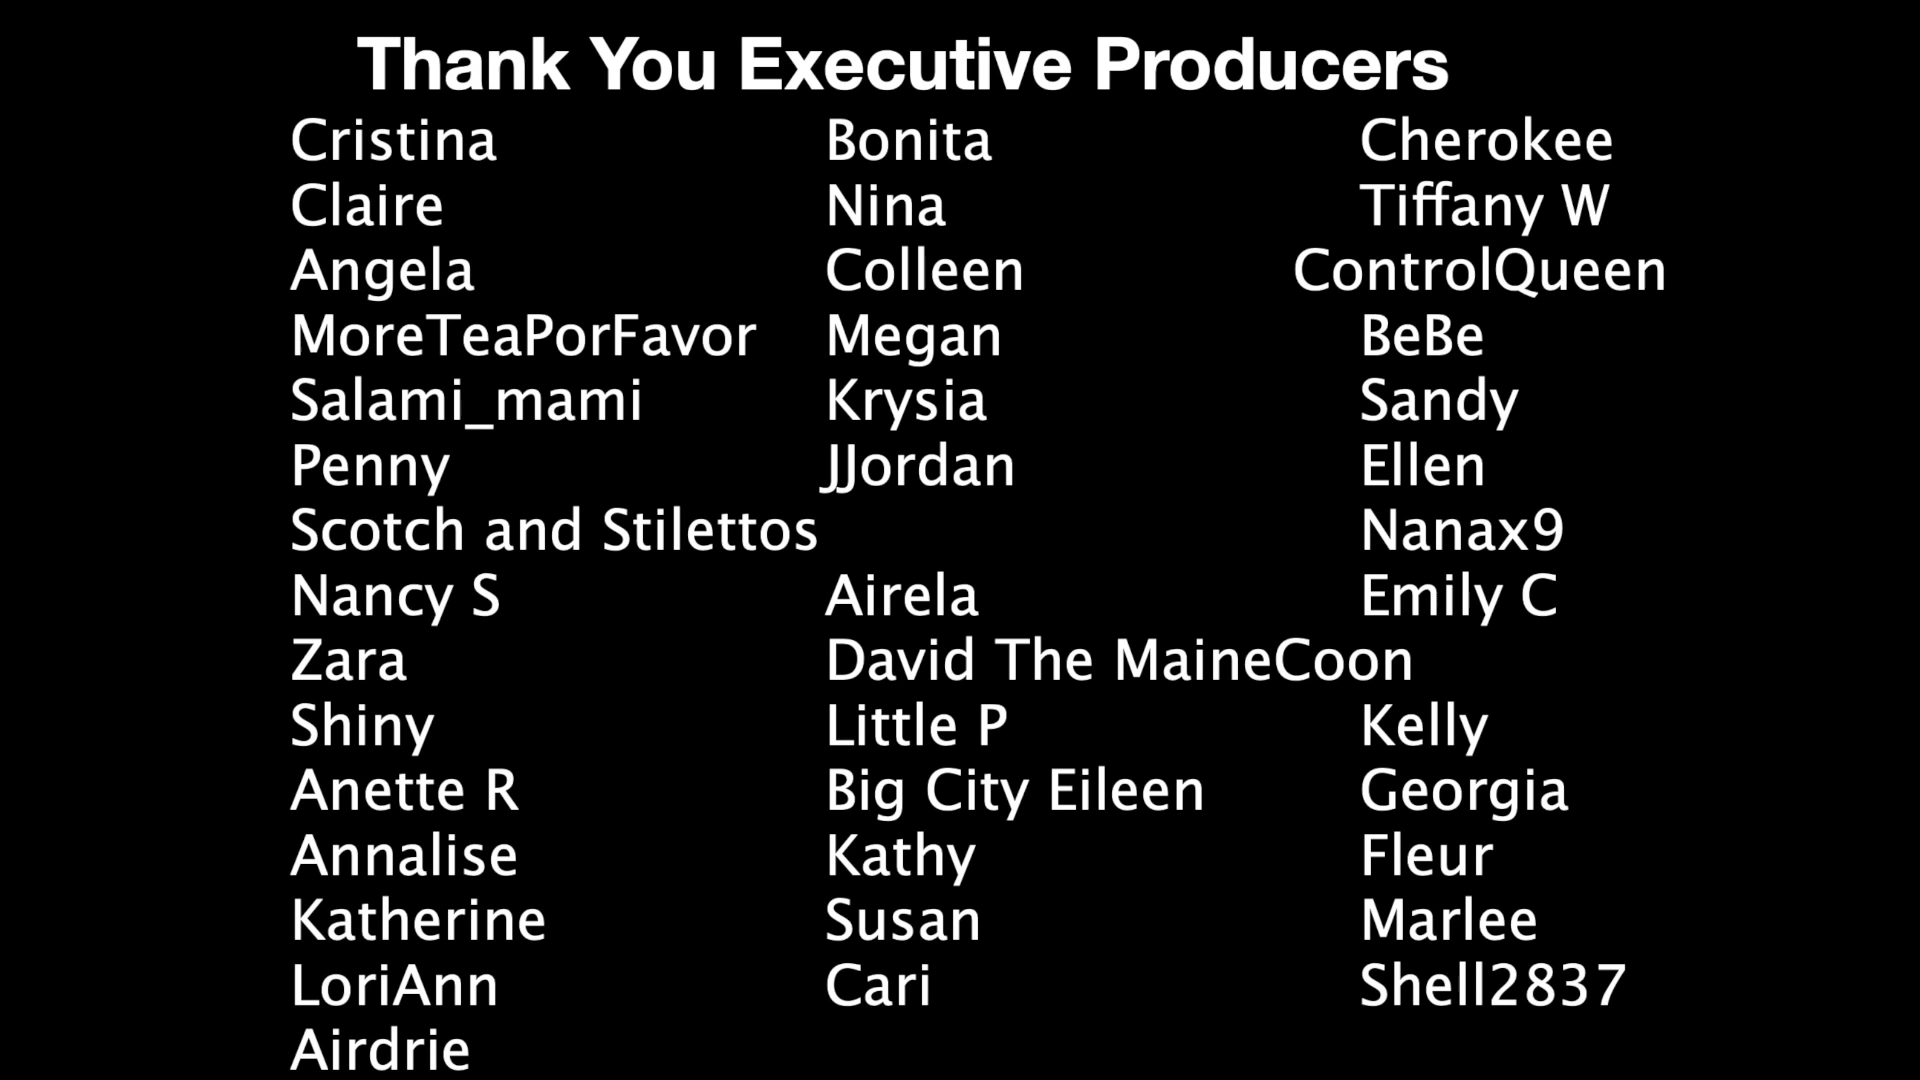 Thank You Executive Producers
Cristina Bonita Cherokee
Claire Nina Tiffany W
Angela Colleen ControlQueen
MoreTeaPorFavor Megan BeBe
Salami_mami Krysia Sandy
Penny JJordan Ellen
Scotch and Stilettos Nanax9
Nancy S Airela Emily C
Zara David The MaineCoon
Shiny Little P Kelly
Anette R Big City Eileen Georgia
Annalise Kathy Fleur
Katherine Susan Marlee
LoriAnn Cari Shell2837
Airdrie